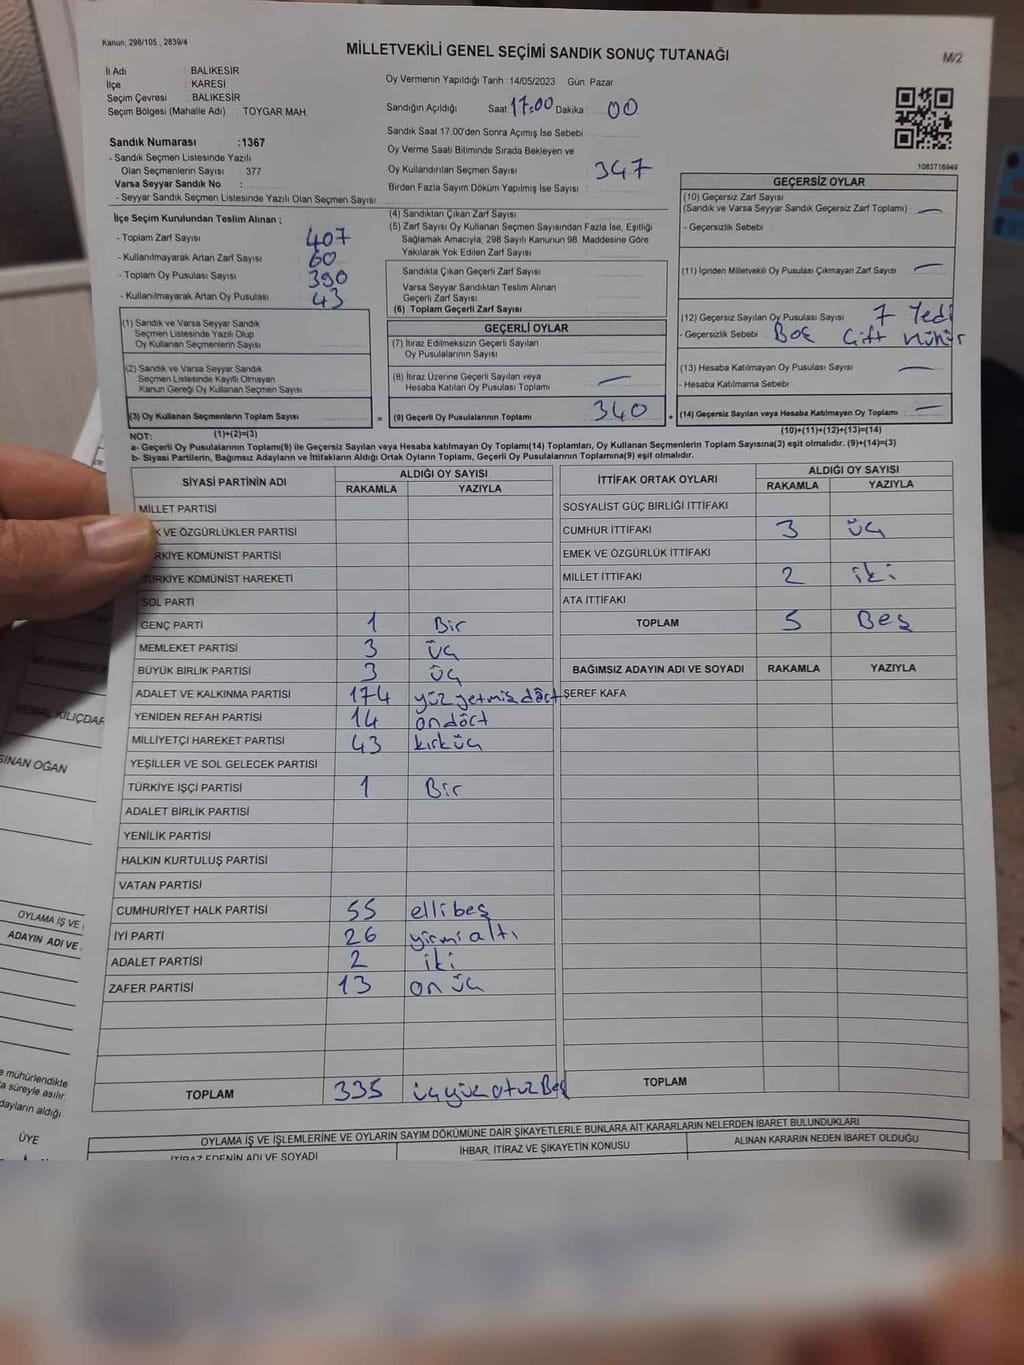 Kanun; 298/105 , 2839/4
MİLLETVEKİLİ GENEL SEÇİMİ SANDIK SONUÇ TUTANAĞI
M/2
İl Adı : BALIKESİR
İlçe : KARESİ
Seçim Çevresi : BALIKESİR
Seçim Bölgesi (Mahalle Adı) : TOYGAR MAH.
Oy Vermenin Yapıldığı Tarih :14/05/2023 Gün: Pazar
Sandığın Açıldığı Saat: 17:00 Dakika : 00
Sandık Saat 17.00'den Sonra Açımış İse Sebebi :
Oy Verme Saati Bitiminde Sırada Bekleyen ve
Oy Kullandırılan Seçmen Sayısı : 347
Birden Fazla Sayım Döküm Yapılmış İse Sayısı :
1083716949
Sandık Numarası :1367
- Sandık Seçmen Listesinde Yazılı
Olan Seçmenlerin Sayısı : 377
Varsa Seyyar Sandık No :
- Seyyar Sandık Seçmen Listesinde Yazılı Olan Seçmen Sayısı
İlçe Seçim Kurulundan Teslim Alınan ;
- Toplam Zarf Sayısı : 407
- Kullanılmayarak Artan Zarf Sayısı : 60
- Toplam Oy Pusulası Sayısı : 390
- Kullanılmayarak Artan Oy Pusulası : 43
(1) Sandık ve Varsa Seyyar Sandık
Seçmen Listesinde Yazılı Olup
Oy Kullanan Seçmenlerin Sayısı :
(2) Sandık ve Varsa Seyyar Sandık
Seçmen Listesinde Kayıtlı Olmayan
Kanun Gereği Oy Kullanan Seçmen Sayısı :
(3) Oy Kullanan Seçmenlerin Toplam Sayısı :
(1)+(2)=(3)
(4) Sandıktan Çıkan Zarf Sayısı :
(5) Zarf Sayısı Oy Kullanan Seçmen Sayısından Fazla İse, Eşitliği
Sağlamak Amacıyla, 298 Sayılı Kanunun 98. Maddesine Göre
Yakılarak Yok Edilen Zarf Sayısı :
Sandıkta Çıkan Geçerli Zarf Sayısı :
Varsa Seyyar Sandıktan Teslim Alınan
Geçerli Zarf Sayısı :
(6) Toplam Geçerli Zarf Sayısı :
GEÇERLİ OYLAR
(7) İtiraz Edilmeksizin Geçerli Sayılan
Oy Pusulalarının Sayısı :
(8) İtiraz Üzerine Geçerli Sayılan veya
Hesaba Katılan Oy Pusulası Toplamı : —
= (9) Geçerli Oy Pusulalarının Toplamı : 340
GEÇERSİZ OYLAR
(10) Geçersiz Zarf Sayısı
(Sandık ve Varsa Seyyar Sandık Geçersiz Zarf Toplamı) : —
- Geçersizlik Sebebi :
(11) İçinden Milletvekili Oy Pusulası Çıkmayan Zarf Sayısı : —
(12) Geçersiz Sayılan Oy Pusulası Sayısı : 7 Yedi
- Geçersizlik Sebebi : Boş Çift mühür
(13) Hesaba Katılmayan Oy Pusulası Sayısı : —
- Hesaba Katılmama Sebebi :
+ (14) Geçersiz Sayılan veya Hesaba Katılmayan Oy Toplamı : —
(10)+(11)+(12)+(13)=(14)
NOT:
a- Geçerli Oy Pusulalarının Toplamı(9) ile Geçersiz Sayılan veya Hesaba katılmayan Oy Toplamı(14) Toplamları, Oy Kullanan Seçmenlerin Toplam Sayısına(3) eşit olmalıdır. (9)+(14)=(3)
b- Siyasi Partilerin, Bağımsız Adayların ve İttifakların Aldığı Ortak Oyların Toplamı, Geçerli Oy Pusulalarının Toplamına(9) eşit olmalıdır.
SİYASİ PARTİNİN ADI ALDIĞI OY SAYISI
RAKAMLA YAZIYLA
MİLLET PARTİSİ
VE ÖZGÜRLÜKLER PARTİSİ
RKİYE KOMÜNİST PARTİSİ
TÜRKİYE KOMÜNİST HAREKETİ
SOL PARTİ
GENÇ PARTİ 1 Bir
MEMLEKET PARTİSİ 3 üç
BÜYÜK BİRLİK PARTİSİ 3 üç
ADALET VE KALKINMA PARTİSİ 174 yüz yetmiş dört
YENİDEN REFAH PARTİSİ 14 ondört
MİLLİYETÇİ HAREKET PARTİSİ 43 kırküç
YEŞİLLER VE SOL GELECEK PARTİSİ
TÜRKİYE İŞÇİ PARTİSİ 1 Bir
ADALET BİRLİK PARTİSİ
YENİLİK PARTİSİ
HALKIN KURTULUŞ PARTİSİ
VATAN PARTİSİ
CUMHURİYET HALK PARTİSİ 55 elli beş
İYİ PARTİ 26 yirmi altı
ADALET PARTİSİ 2 iki
ZAFER PARTİSİ 13 on üç
TOPLAM 335 üçyüz otuz Beş
İTTİFAK ORTAK OYLARI ALDIĞI OY SAYISI
RAKAMLA YAZIYLA
SOSYALİST GÜÇ BİRLİĞİ İTTİFAKI
CUMHUR İTTİFAKI 3 üç
EMEK VE ÖZGÜRLÜK İTTİFAKI
MİLLET İTTİFAKI 2 iki
ATA İTTİFAKI
TOPLAM 5 Beş
BAĞIMSIZ ADAYIN ADI VE SOYADI RAKAMLA YAZIYLA
ŞEREF KAFA
TOPLAM
OYLAMA İŞ VE İŞLEMLERİNE VE OYLARIN SAYIM DÖKÜMÜNE DAİR ŞİKAYETLERLE BUNLARA AİT KARARLARIN NELERDEN İBARET BULUNDUKLARI
İTİRAZ EDENİN ADI VE SOYADI İHBAR, İTİRAZ VE ŞİKAYETİN KONUSU ALINAN KARARIN NEDEN İBARET OLDUĞU
KEMAL KILIÇDAR
SİNAN OĞAN
OYLAMA İŞ VE
ADAYIN ADI VE
mühürlendikte
süreyle asılır.
dayların aldığı
ÜYE